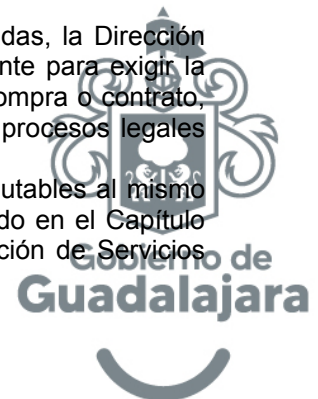 das, la Dirección
nte para exigir la
ompra o contrato,
procesos legales
utables al mismo
do en el Capítulo
ción de Servicios
Gobierno de
Guadalajara